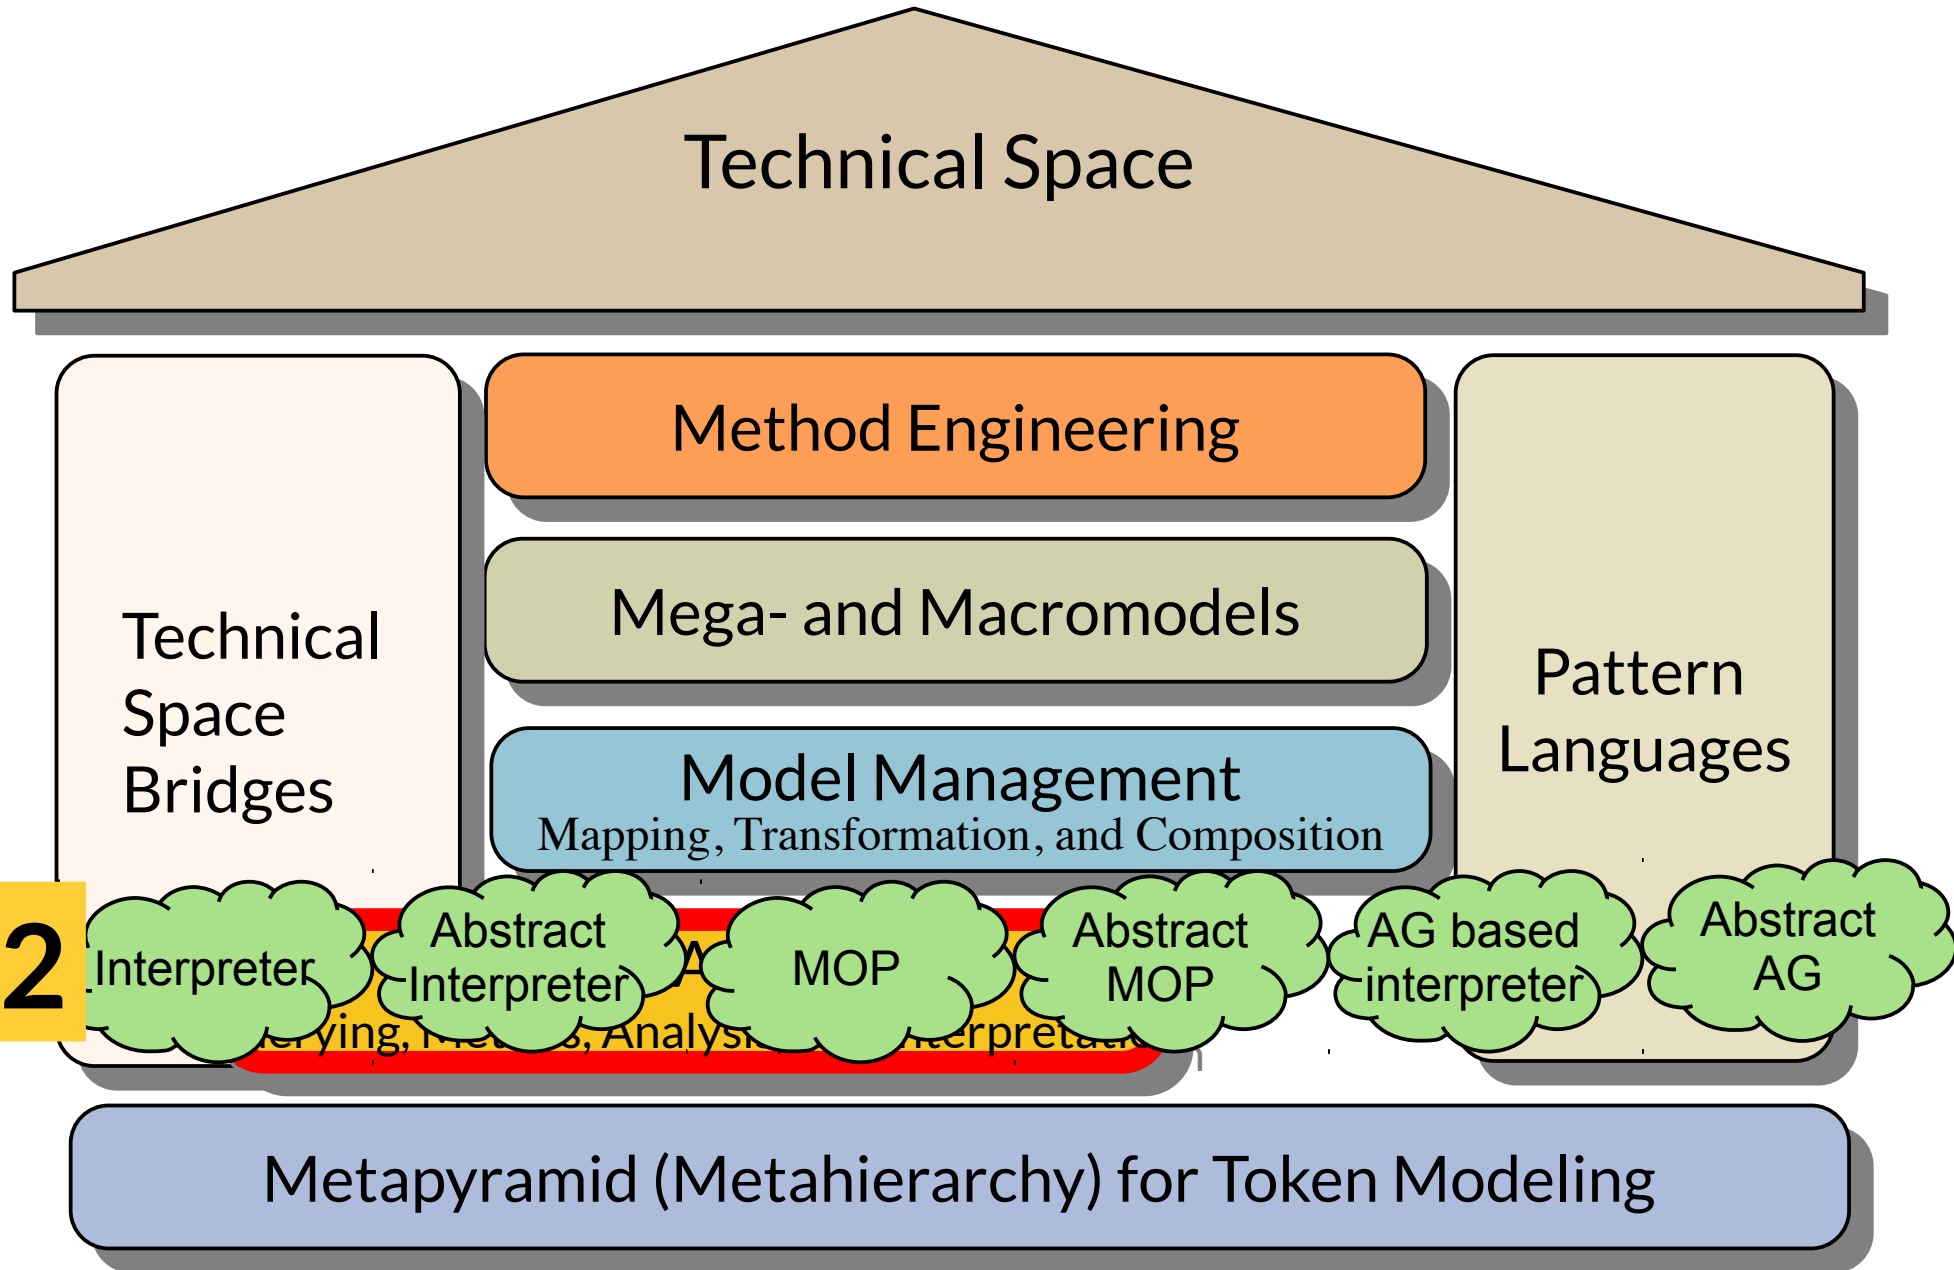 Technical Space
Method Engineering
Mega- and Macromodels
Technical
Space
Bridges
Pattern
Languages
Model Management
Mapping, Transformation, and Composition
2
Interpreter
Abstract
Interpreter
MOP
Abstract
MOP
AG based
interpreter
Abstract
AG
Metapyramid (Metahierarchy) for Token Modeling